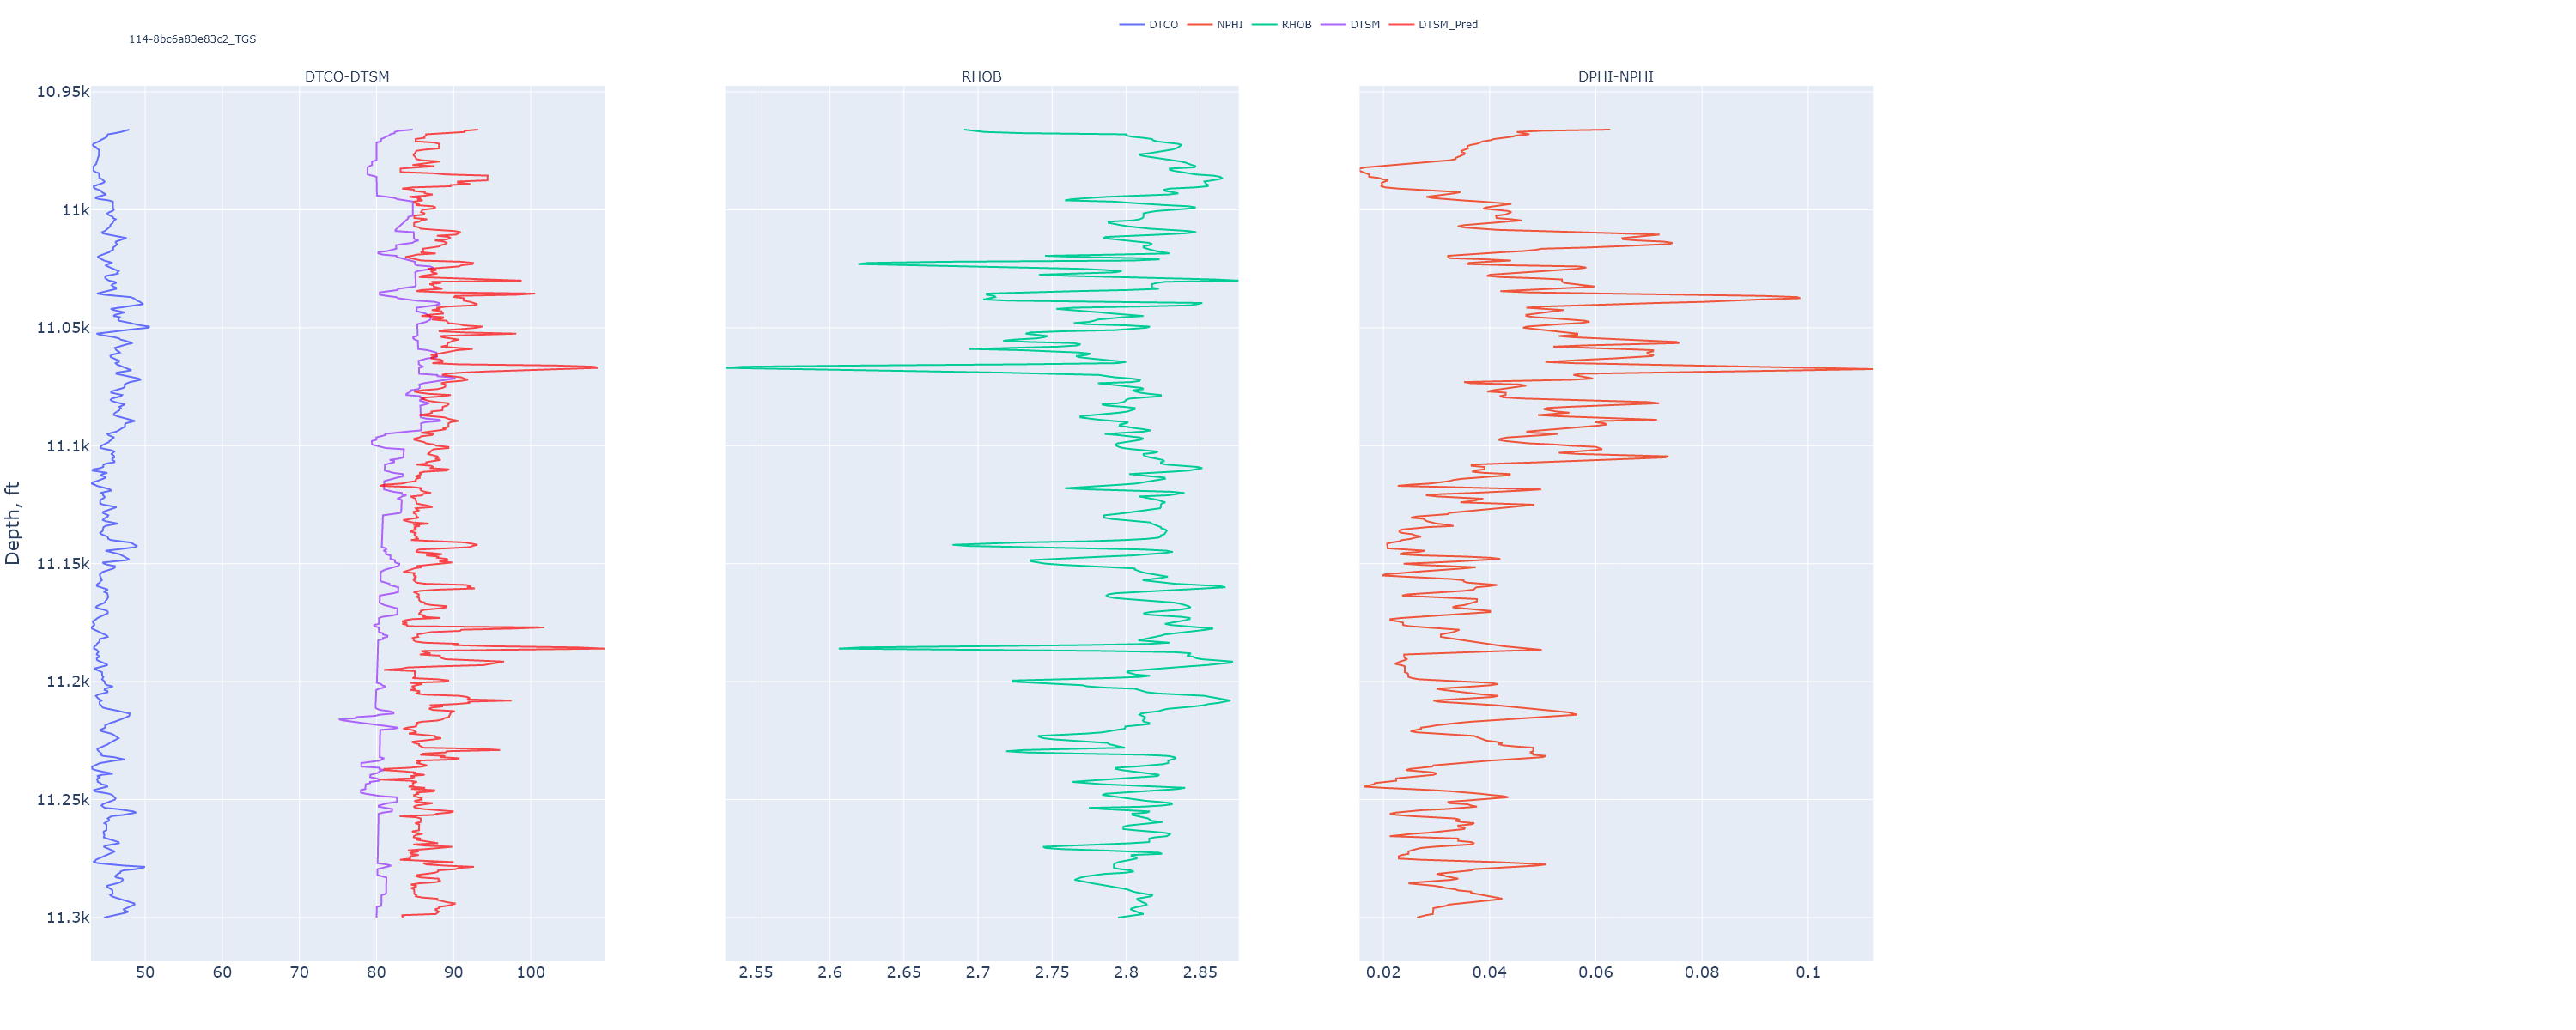 DTCO NPHI RHOB DTSM DTSM_Pred
114-8bc6a83e83c2_TGS
DTCO-DTSM RHOB DPHI-NPHI
10.95k
11k
11.05k
11.1k
11.15k
11.2k
11.25k
11.3k
Depth, ft
50 60 70 80 90 100
2.55 2.6 2.65 2.7 2.75 2.8 2.85
0.02 0.04 0.06 0.08 0.1